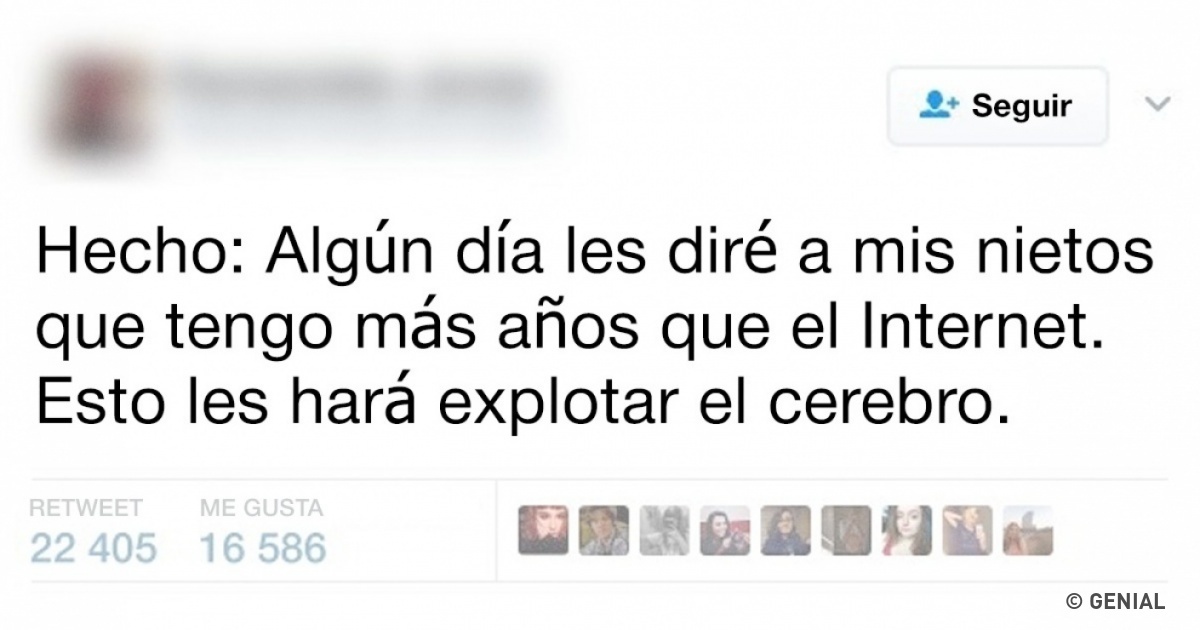 Seguir
Hecho: Algún día les diré a mis nietos
que tengo más años que el Internet.
Esto les hará explotar el cerebro.
RETWEET ME GUSTA
22 405 16 586
© GENIAL